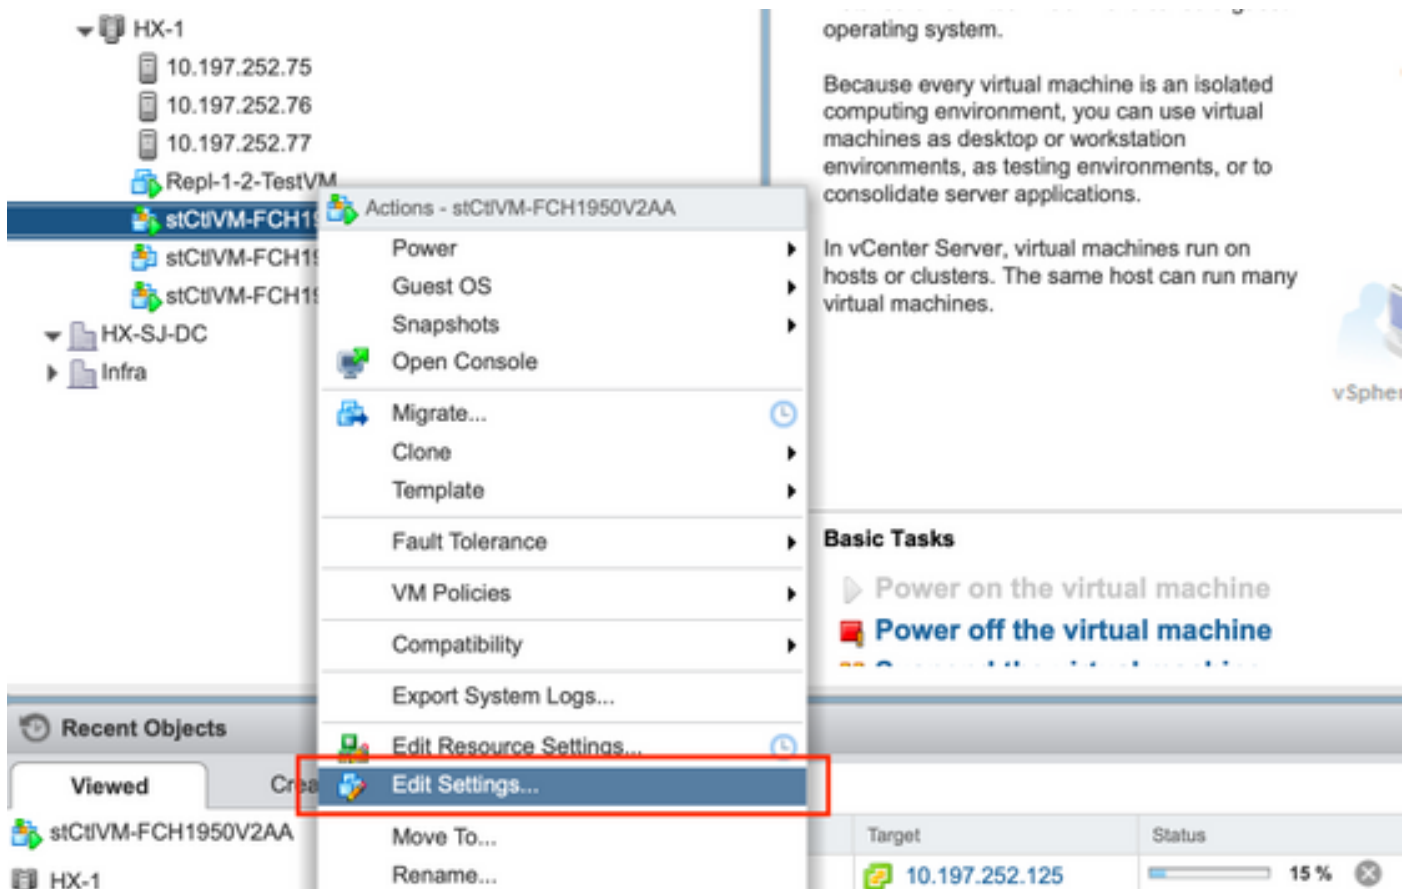 HX-1
10.197.252.75
10.197.252.76
10.197.252.77
Repl-1-2-TestVM
stCtlVM-FCH19
stCtlVM-FCH19
stCtlVM-FCH19
HX-SJ-DC
Infra
Actions - stCtlVM-FCH1950V2AA
Power
Guest OS
Snapshots
Open Console
Migrate...
Clone
Template
Fault Tolerance
VM Policies
Compatibility
Export System Logs...
Edit Resource Settings...
Edit Settings...
Move To...
Rename...
operating system.
Because every virtual machine is an isolated
computing environment, you can use virtual
machines as desktop or workstation
environments, as testing environments, or to
consolidate server applications.
In vCenter Server, virtual machines run on
hosts or clusters. The same host can run many
virtual machines.
vSpher
Basic Tasks
Power on the virtual machine
Power off the virtual machine
Recent Objects
Viewed
Crea
stCtlVM-FCH1950V2AA
HX-1
Target
Status
10.197.252.125
15 %